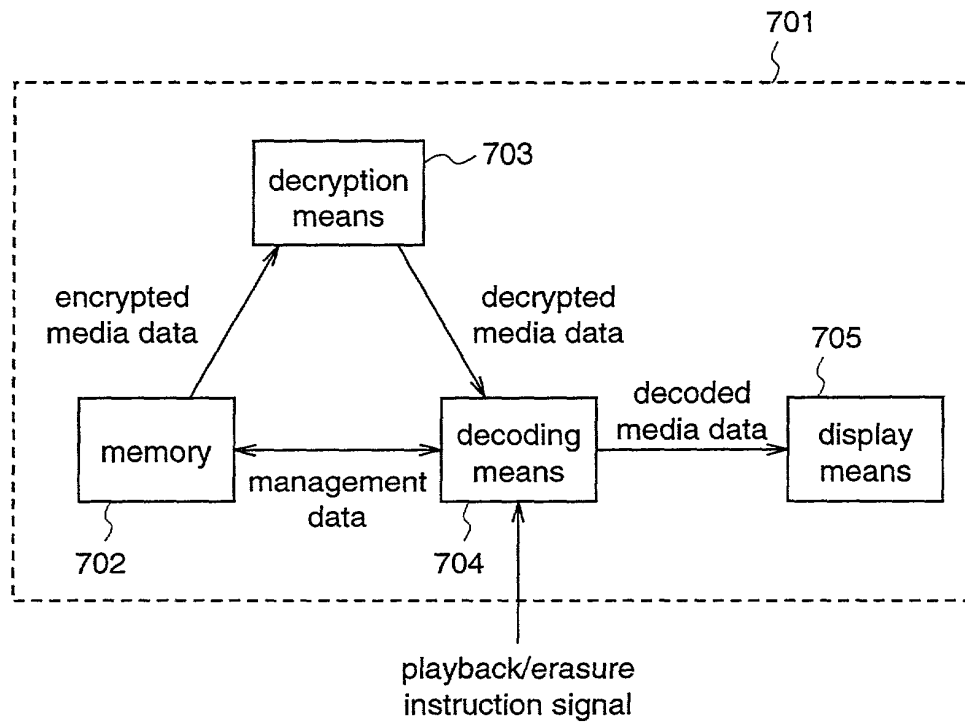 701
703
decryption
means
encrypted
media data
decrypted
media data
705
decoded
media data
memory
management
data
decoding
means
display
means
702
704
playback/erasure
instruction signal